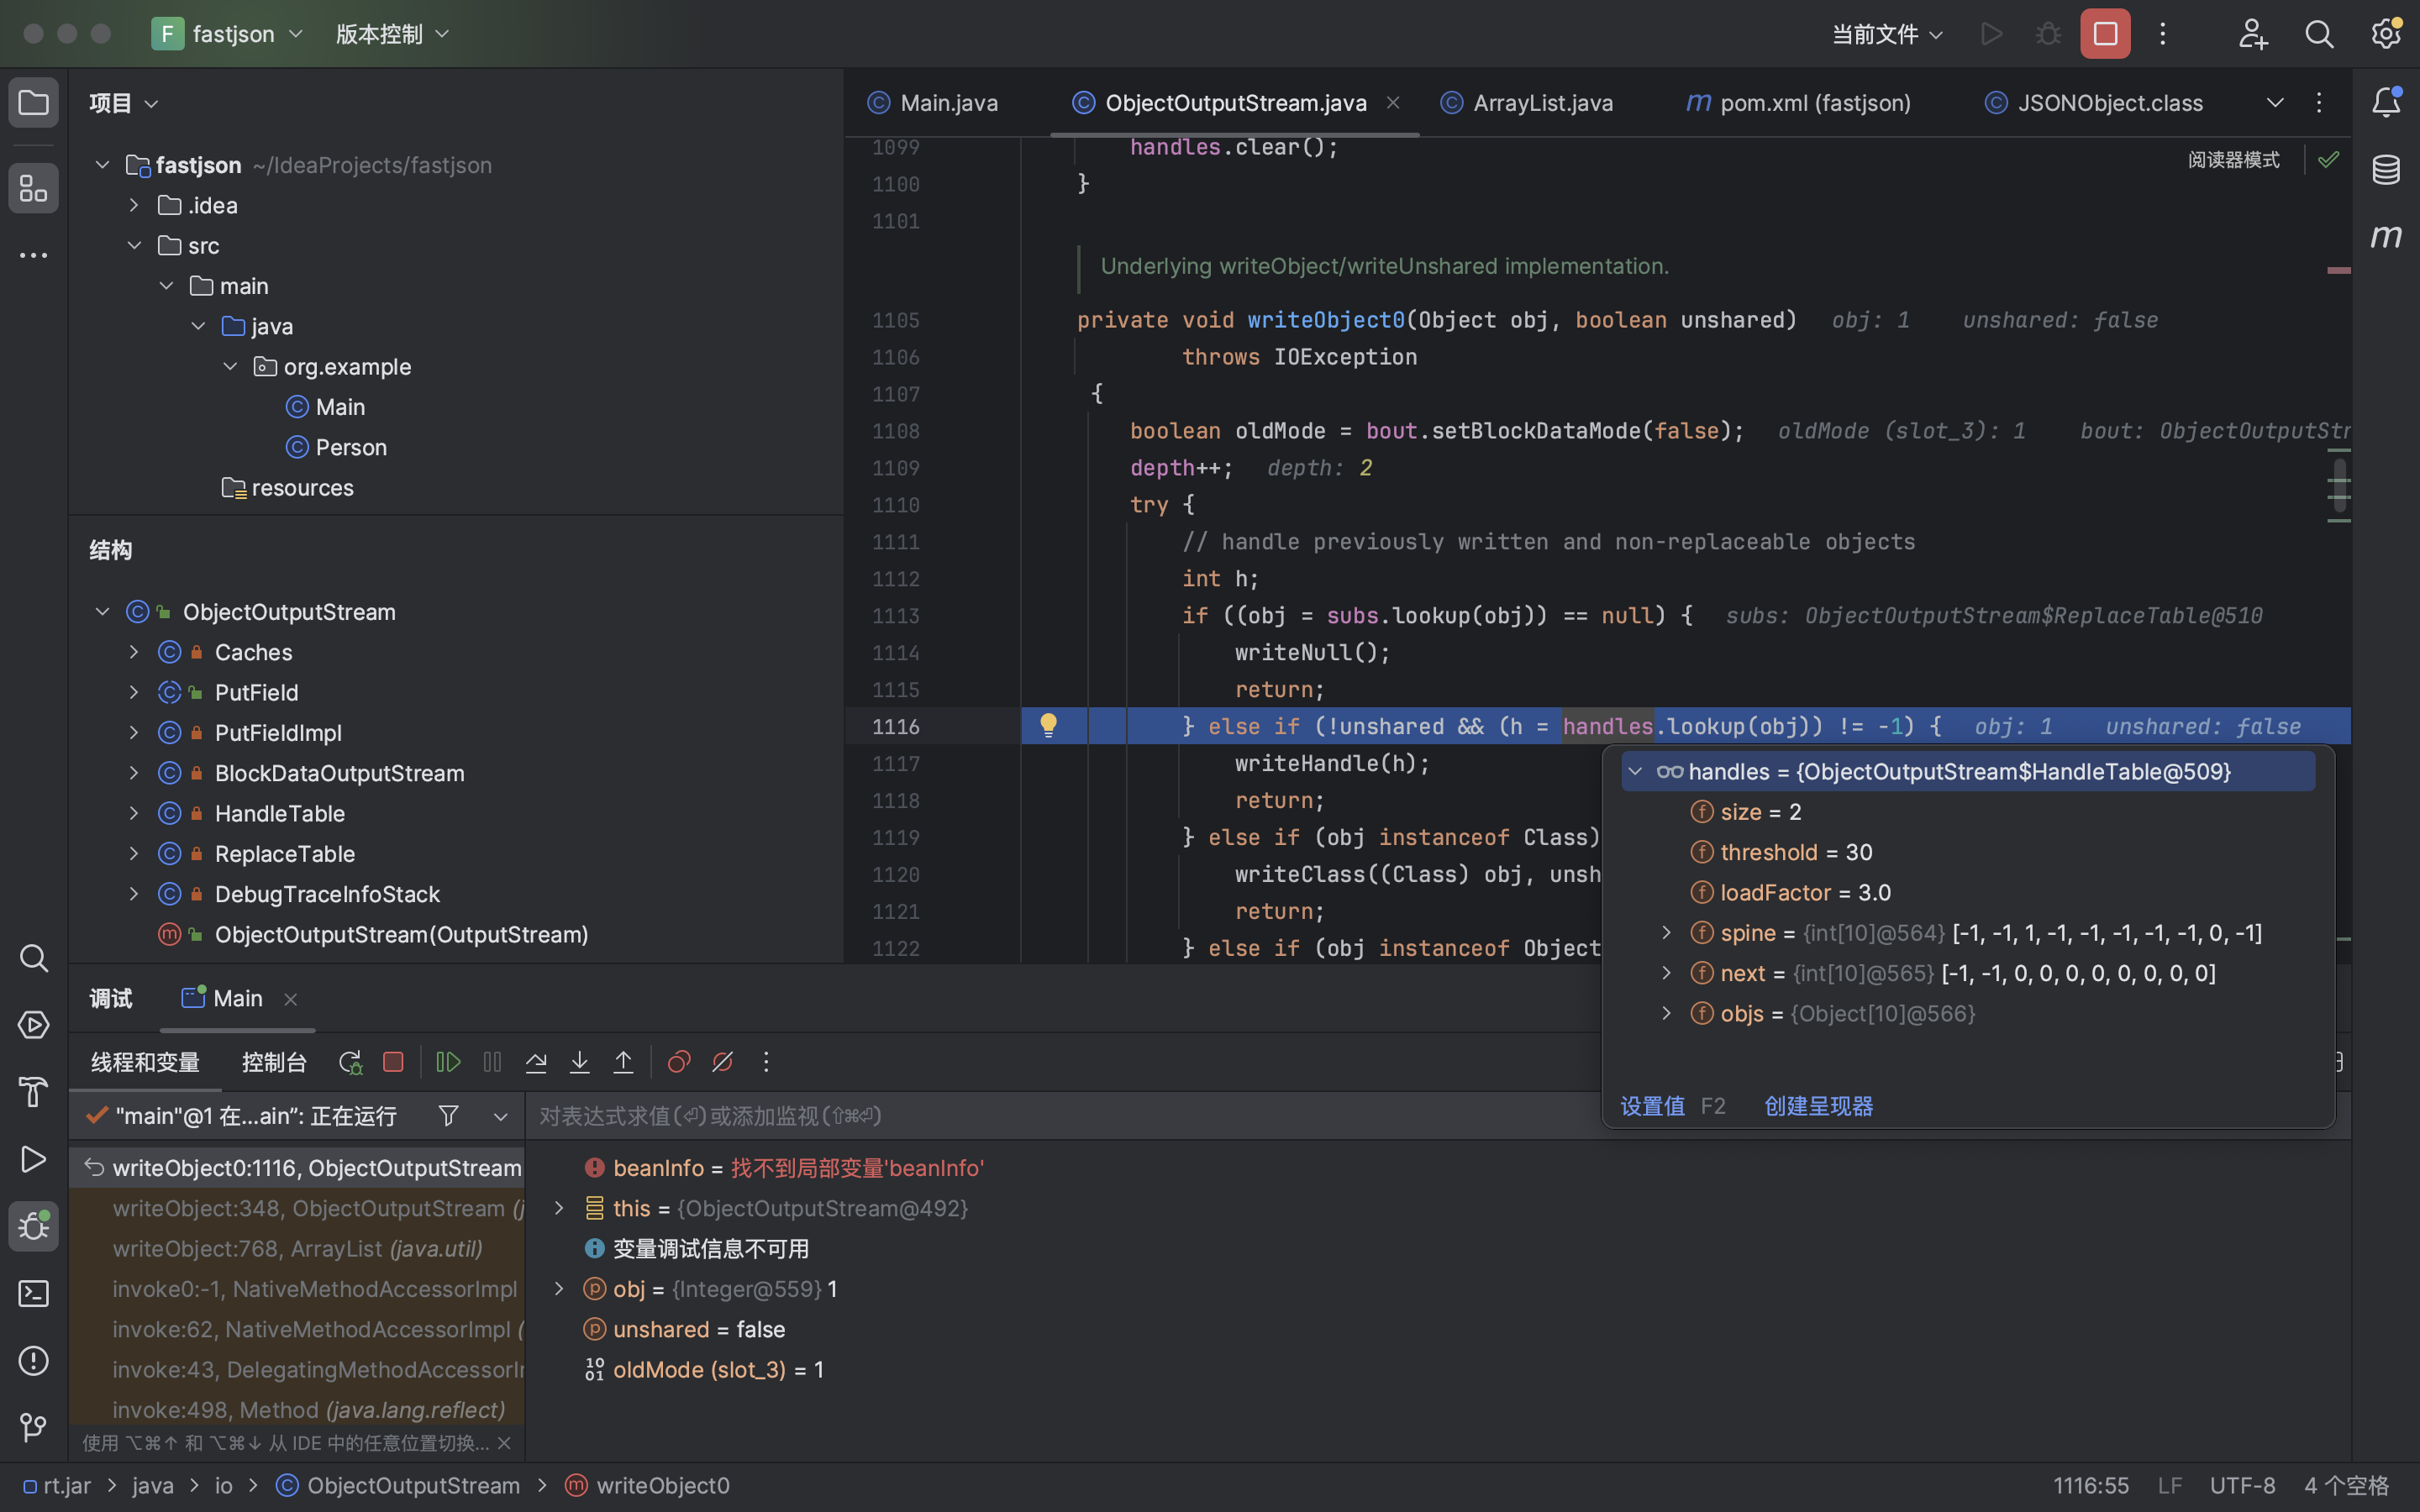 F fastjson 版本控制 当前文件
项目
fastjson ~/IdeaProjects/fastjson
.idea
src
main
java
org.example
Main
Person
resources
结构
ObjectOutputStream
Caches
PutField
PutFieldImpl
BlockDataOutputStream
HandleTable
ReplaceTable
DebugTraceInfoStack
ObjectOutputStream(OutputStream)
Main.java ObjectOutputStream.java ArrayList.java pom.xml (fastjson) JSONObject.class
阅读器模式
1099 handles.clear();
1100 }
1101
Underlying writeObject/writeUnshared implementation.
1105 private void writeObject0(Object obj, boolean unshared) obj: 1 unshared: false
1106 throws IOException
1107 {
1108 boolean oldMode = bout.setBlockDataMode(false); oldMode (slot_3): 1 bout: ObjectOutputStr
1109 depth++; depth: 2
1110 try {
1111 // handle previously written and non-replaceable objects
1112 int h;
1113 if ((obj = subs.lookup(obj)) == null) { subs: ObjectOutputStream$ReplaceTable@510
1114 writeNull();
1115 return;
1116 } else if (!unshared && (h = handles.lookup(obj)) != -1) { obj: 1 unshared: false
1117 writeHandle(h);
1118 return;
1119 } else if (obj instanceof Class)
1120 writeClass((Class) obj, unsh
1121 return;
1122 } else if (obj instanceof Object
handles = {ObjectOutputStream$HandleTable@509}
size = 2
threshold = 30
loadFactor = 3.0
spine = {int[10]@564} [-1, -1, 1, -1, -1, -1, -1, -1, 0, -1]
next = {int[10]@565} [-1, -1, 0, 0, 0, 0, 0, 0, 0, 0]
objs = {Object[10]@566}
设置值 F2 创建呈现器
调试 Main
线程和变量 控制台
"main"@1 在...ain": 正在运行
对表达式求值(⏎)或添加监视(⇧⌘⏎)
writeObject0:1116, ObjectOutputStream
writeObject:348, ObjectOutputStream (j
writeObject:768, ArrayList (java.util)
invoke0:-1, NativeMethodAccessorImpl
invoke:62, NativeMethodAccessorImpl (
invoke:43, DelegatingMethodAccessorIr
invoke:498, Method (java.lang.reflect)
使用 ⌥⌘↑ 和 ⌥⌘↓ 从 IDE 中的任意位置切换...
beanInfo = 找不到局部变量'beanInfo'
this = {ObjectOutputStream@492}
变量调试信息不可用
obj = {Integer@559} 1
unshared = false
oldMode (slot_3) = 1
rt.jar > java > io > ObjectOutputStream > writeObject0
1116:55 LF UTF-8 4 个空格